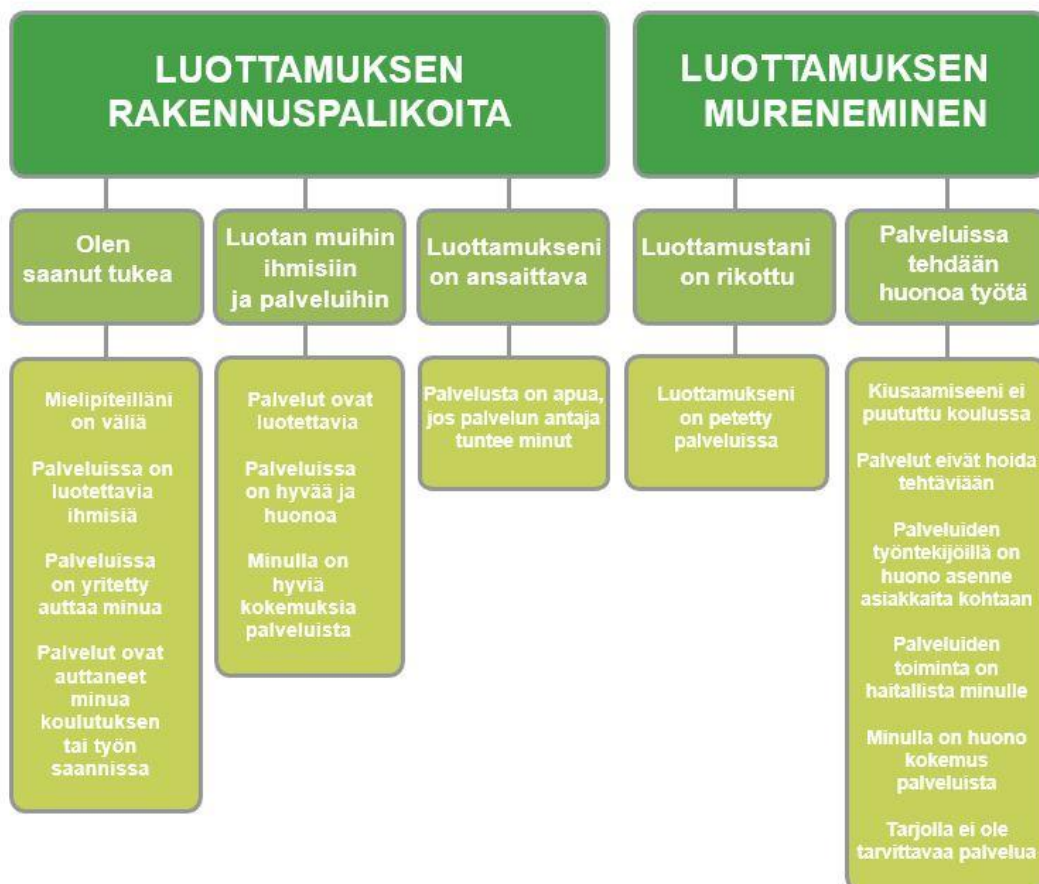 LUOTTAMUKSEN
RAKENNUSPALIKOITA
Olen
saanut tukea
Mielipiteilläni
on väliä
Palveluissa on
luotettavia
ihmisiä
Palveluissa
on yritetty
auttaa minua
Palvelut ovat
auttaneet
minua
koulutuksen
tai työn
saannissa
Luotan muihin
ihmisiin
ja palveluihin
Palvelut ovat
luotettavia
Palveluissa
on hyvää ja
huonoa
Minulla on
hyviä
kokemuksia
palveluista
Luottamukseni
on ansaittava
Palvelusta on apua,
jos palvelun antaja
tuntee minut
LUOTTAMUKSEN
MURENEMINEN
Luottamustani
on rikottu
Luottamukseni
on petetty
palveluissa
Palveluissa
tehdään
huonoa työtä
Kiusaamiseeni ei
puututtu koulussa
Palvelut eivät hoida
tehtäviään
Palveluiden
työntekijöillä on
huono asenne
asiakkaita kohtaan
Palveluiden
toiminta on
haitallista minulle
Minulla on huono
kokemus
palveluista
Tarjolla ei ole
tarvittavaa palvelua